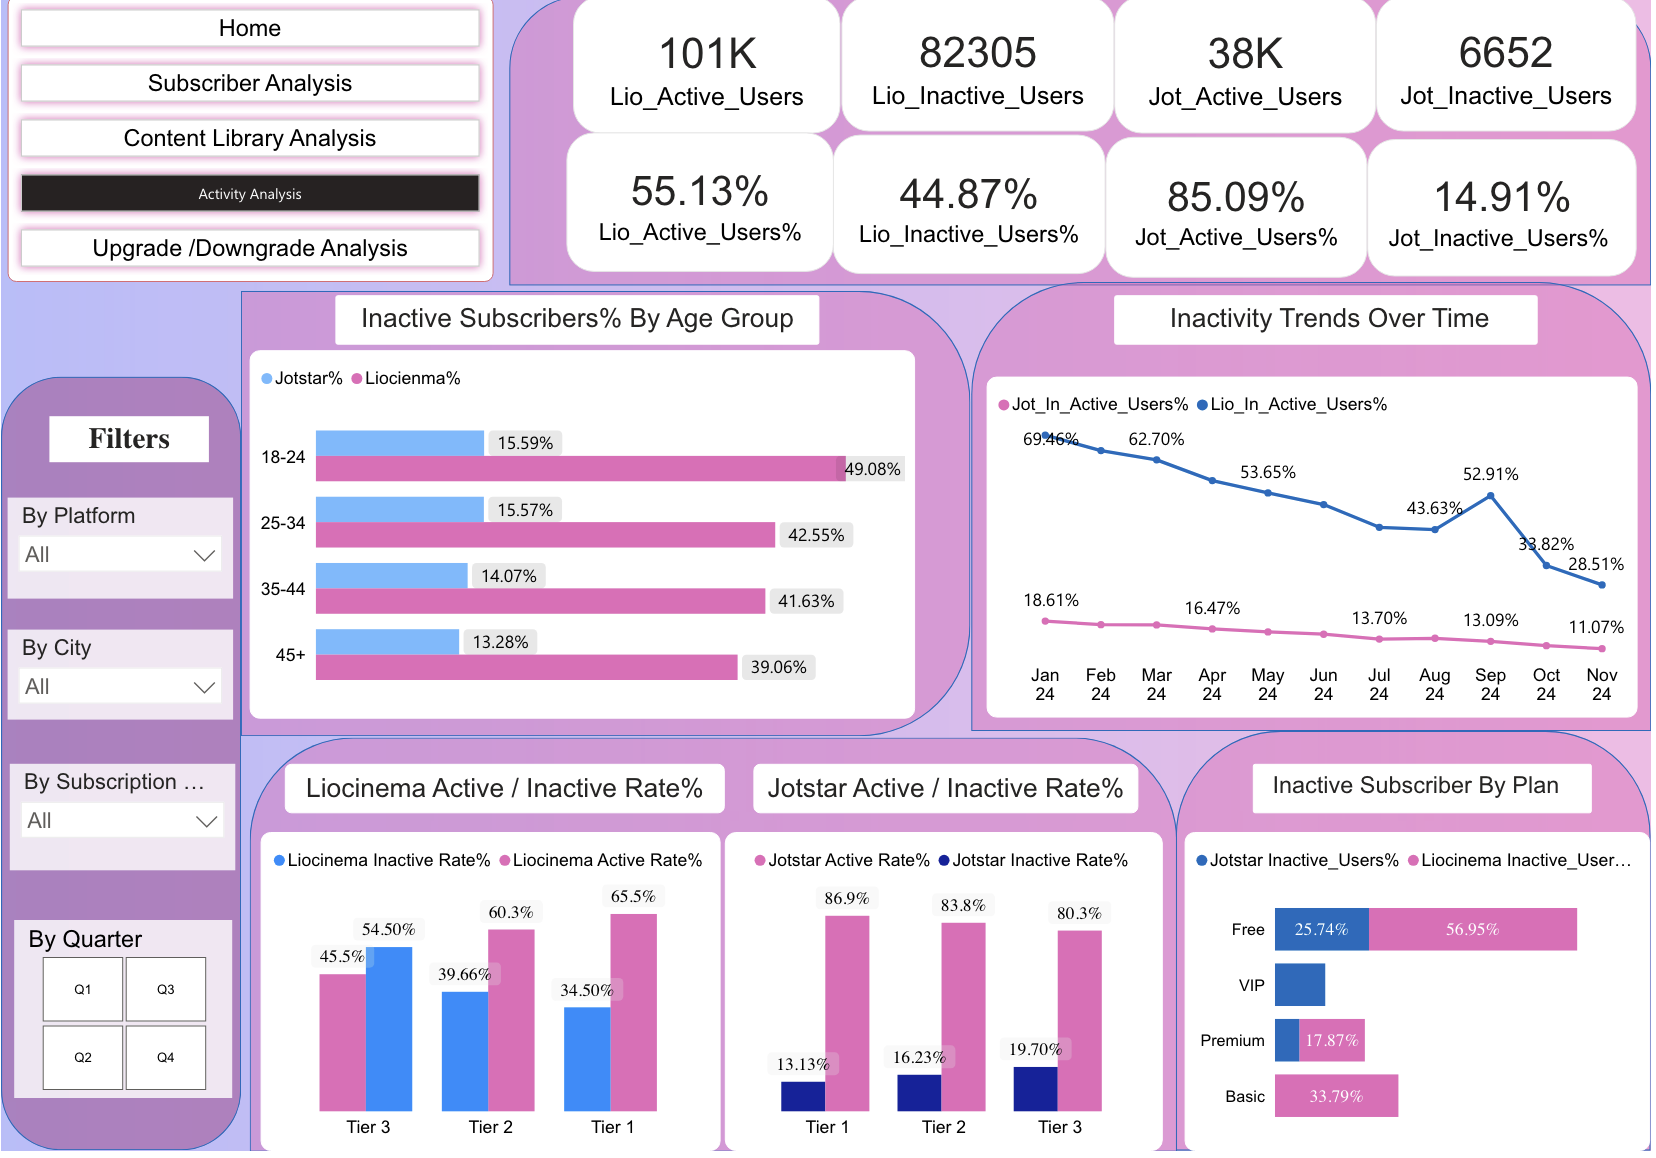 Home
Subscriber Analysis
Content Library Analysis
Activity Analysis
Upgrade /Downgrade Analysis
101K
Lio_Active_Users
82305
Lio_Inactive_Users
38K
Jot_Active_Users
6652
Jot_Inactive_Users
55.13%
Lio_Active_Users%
44.87%
Lio_Inactive_Users%
85.09%
Jot_Active_Users%
14.91%
Jot_Inactive_Users%
Filters
By Platform
All
By City
All
By Subscription ...
All
By Quarter
Q1 Q3
Q2 Q4
Inactive Subscribers% By Age Group
Jotstar% Liocienma%
18-24 15.59% 49.08%
25-34 15.57% 42.55%
35-44 14.07% 41.63%
45+ 13.28% 39.06%
Inactivity Trends Over Time
Jot_In_Active_Users% Lio_In_Active_Users%
69.46% 62.70% 53.65% 43.63% 52.91% 33.82% 28.51%
18.61% 16.47% 13.70% 13.09% 11.07%
Jan Feb Mar Apr May Jun Jul Aug Sep Oct Nov
24 24 24 24 24 24 24 24 24 24 24
Liocinema Active / Inactive Rate%
Liocinema Inactive Rate% Liocinema Active Rate%
45.5% 54.50% 39.66% 60.3% 34.50% 65.5%
Tier 3 Tier 2 Tier 1
Jotstar Active / Inactive Rate%
Jotstar Active Rate% Jotstar Inactive Rate%
13.13% 86.9% 16.23% 83.8% 19.70% 80.3%
Tier 1 Tier 2 Tier 3
Inactive Subscriber By Plan
Jotstar Inactive_Users% Liocinema Inactive_User...
Free 25.74% 56.95%
VIP
Premium 17.87%
Basic 33.79%